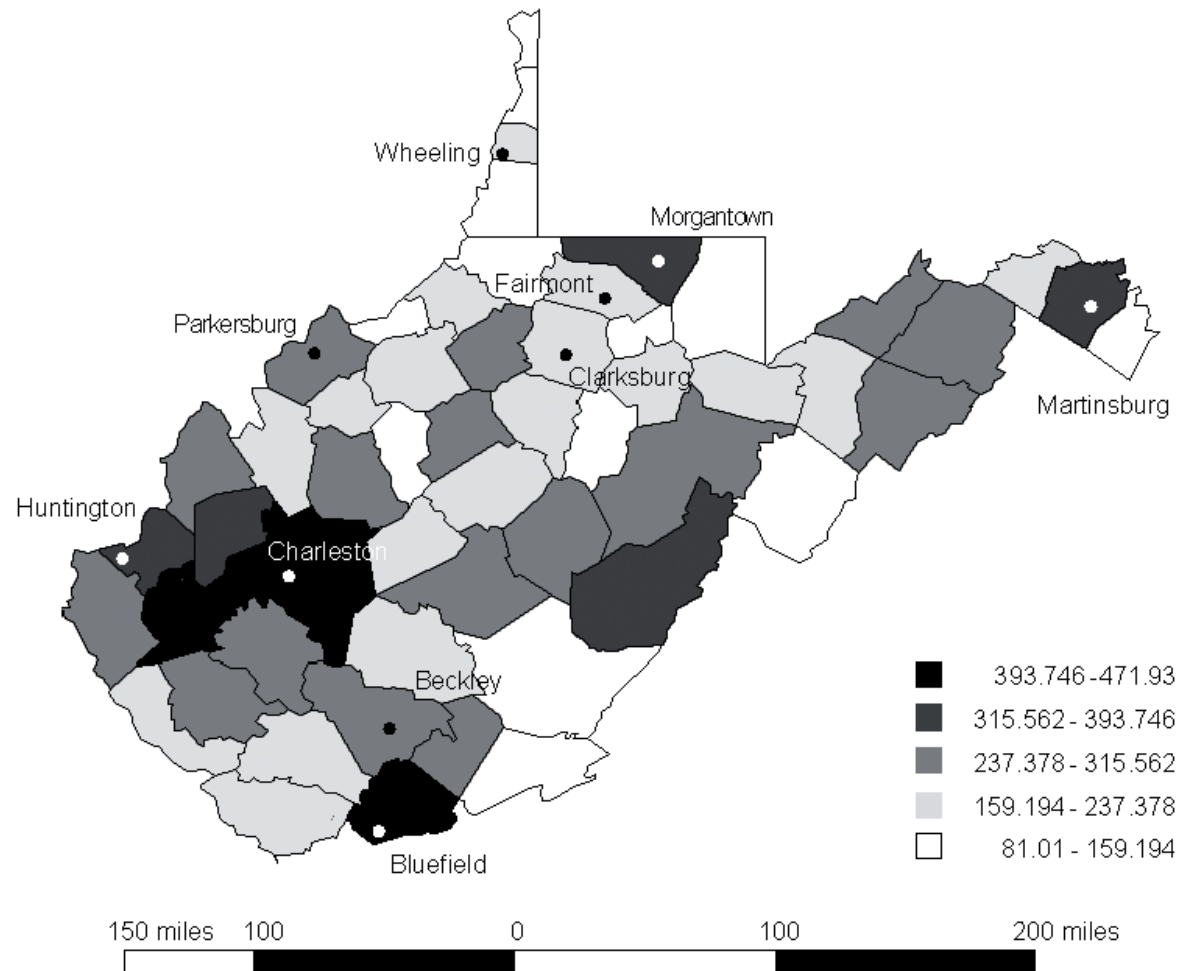 Wheeling
Morgantown
Fairmont
Parkersburg
Clarksburg
Martinsburg
Huntington
Charleston
Beckley
Bluefield
393.746 - 471.93
315.562 - 393.746
237.378 - 315.562
159.194 - 237.378
81.01 - 159.194
150 miles 100 0 100 200 miles